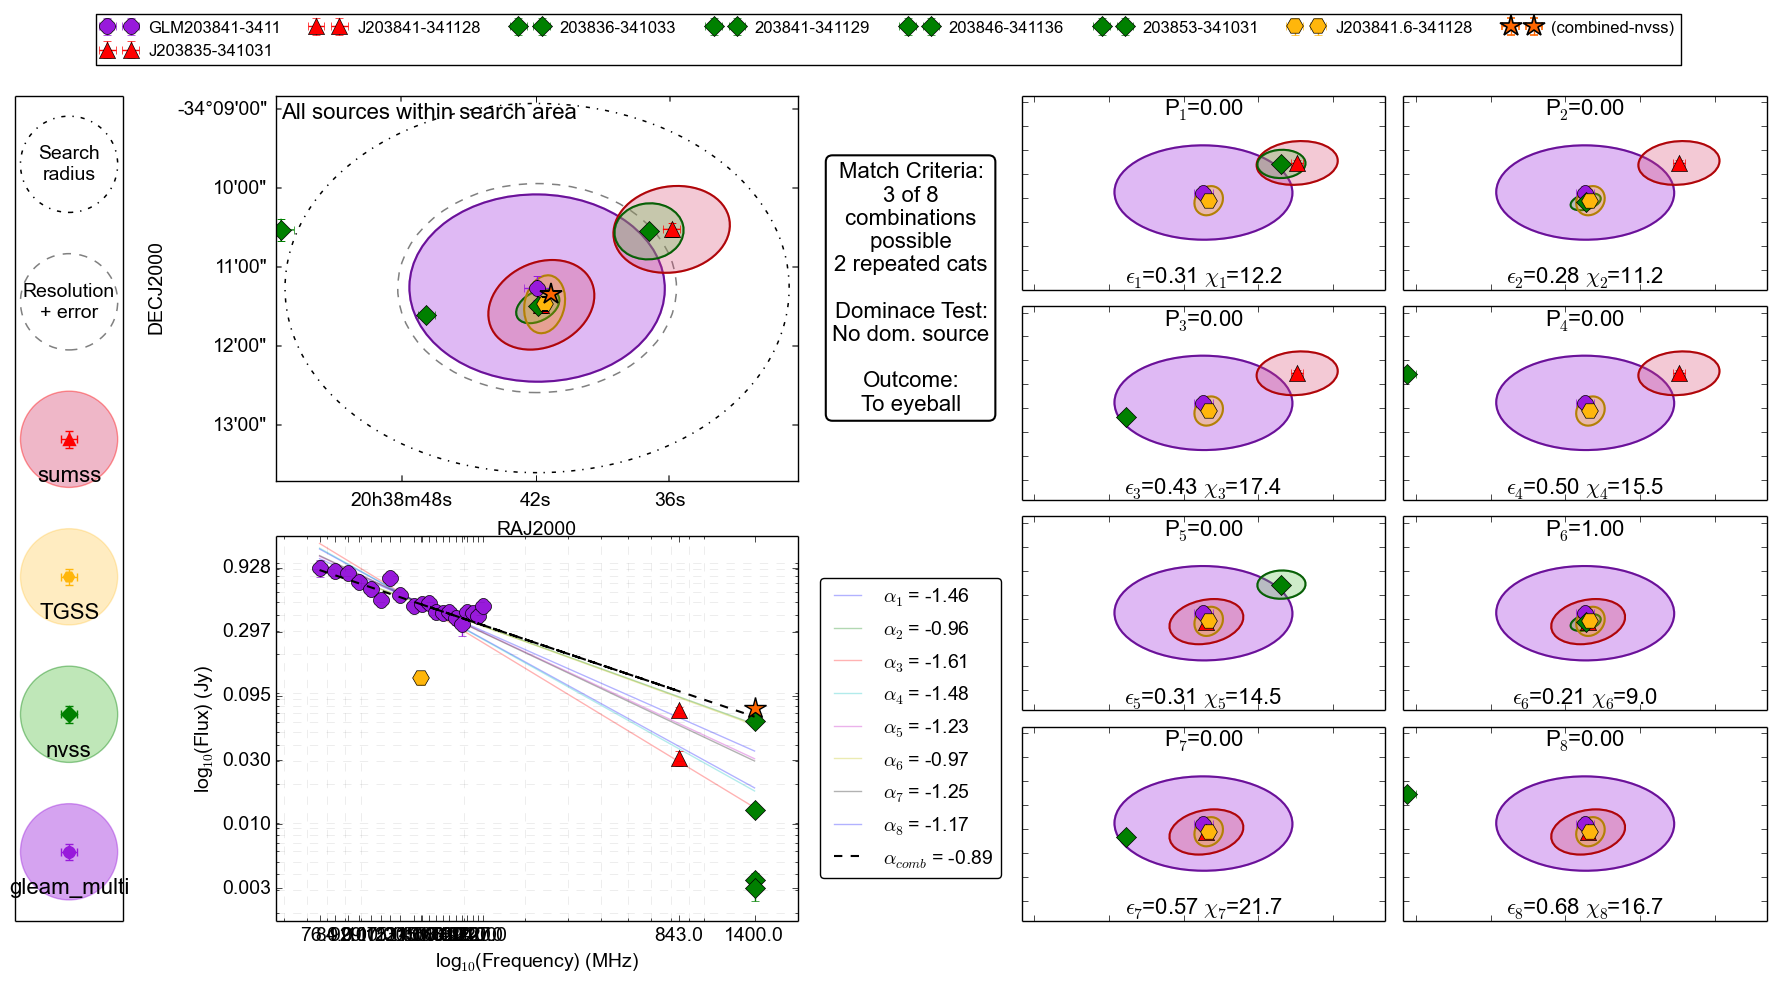 GLM203841-3411
J203841-341128
203836-341033
203841-341129
203846-341136
203853-341031
J203841.6-341128
(combined-nvss)
J203835-341031
Search
radius
Resolution
+ error
sumss
TGSS
nvss
gleam_multi
All sources within search area
-34°09'00"
10'00"
11'00"
12'00"
13'00"
DECJ2000
20h38m48s
42s
36s
RAJ2000
Match Criteria:
3 of 8
combinations
possible
2 repeated cats
Dominace Test:
No dom. source
Outcome:
To eyeball
0.928
0.297
0.095
0.030
0.010
0.003
log10(Flux) (Jy)
843.0
1400.0
log10(Frequency) (MHz)
α1 = -1.46
α2 = -0.96
α3 = -1.61
α4 = -1.48
α5 = -1.23
α6 = -0.97
α7 = -1.25
α8 = -1.17
αcomb = -0.89
P1=0.00
ϵ1=0.31 χ1=12.2
P2=0.00
ϵ2=0.28 χ2=11.2
P3=0.00
ϵ3=0.43 χ3=17.4
P4=0.00
ϵ4=0.50 χ4=15.5
P5=0.00
ϵ5=0.31 χ5=14.5
P6=1.00
ϵ6=0.21 χ6=9.0
P7=0.00
ϵ7=0.57 χ7=21.7
P8=0.00
ϵ8=0.68 χ8=16.7